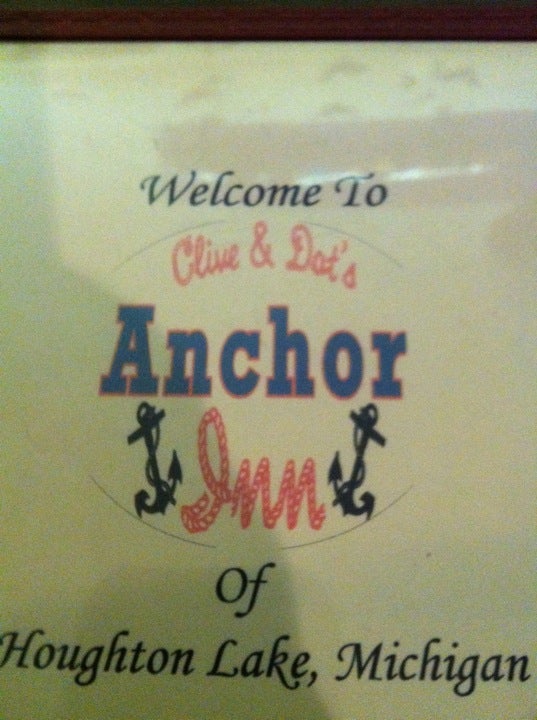 Welcome To
Clive & Dot's
Anchor
Inn
Of
Houghton Lake, Michigan